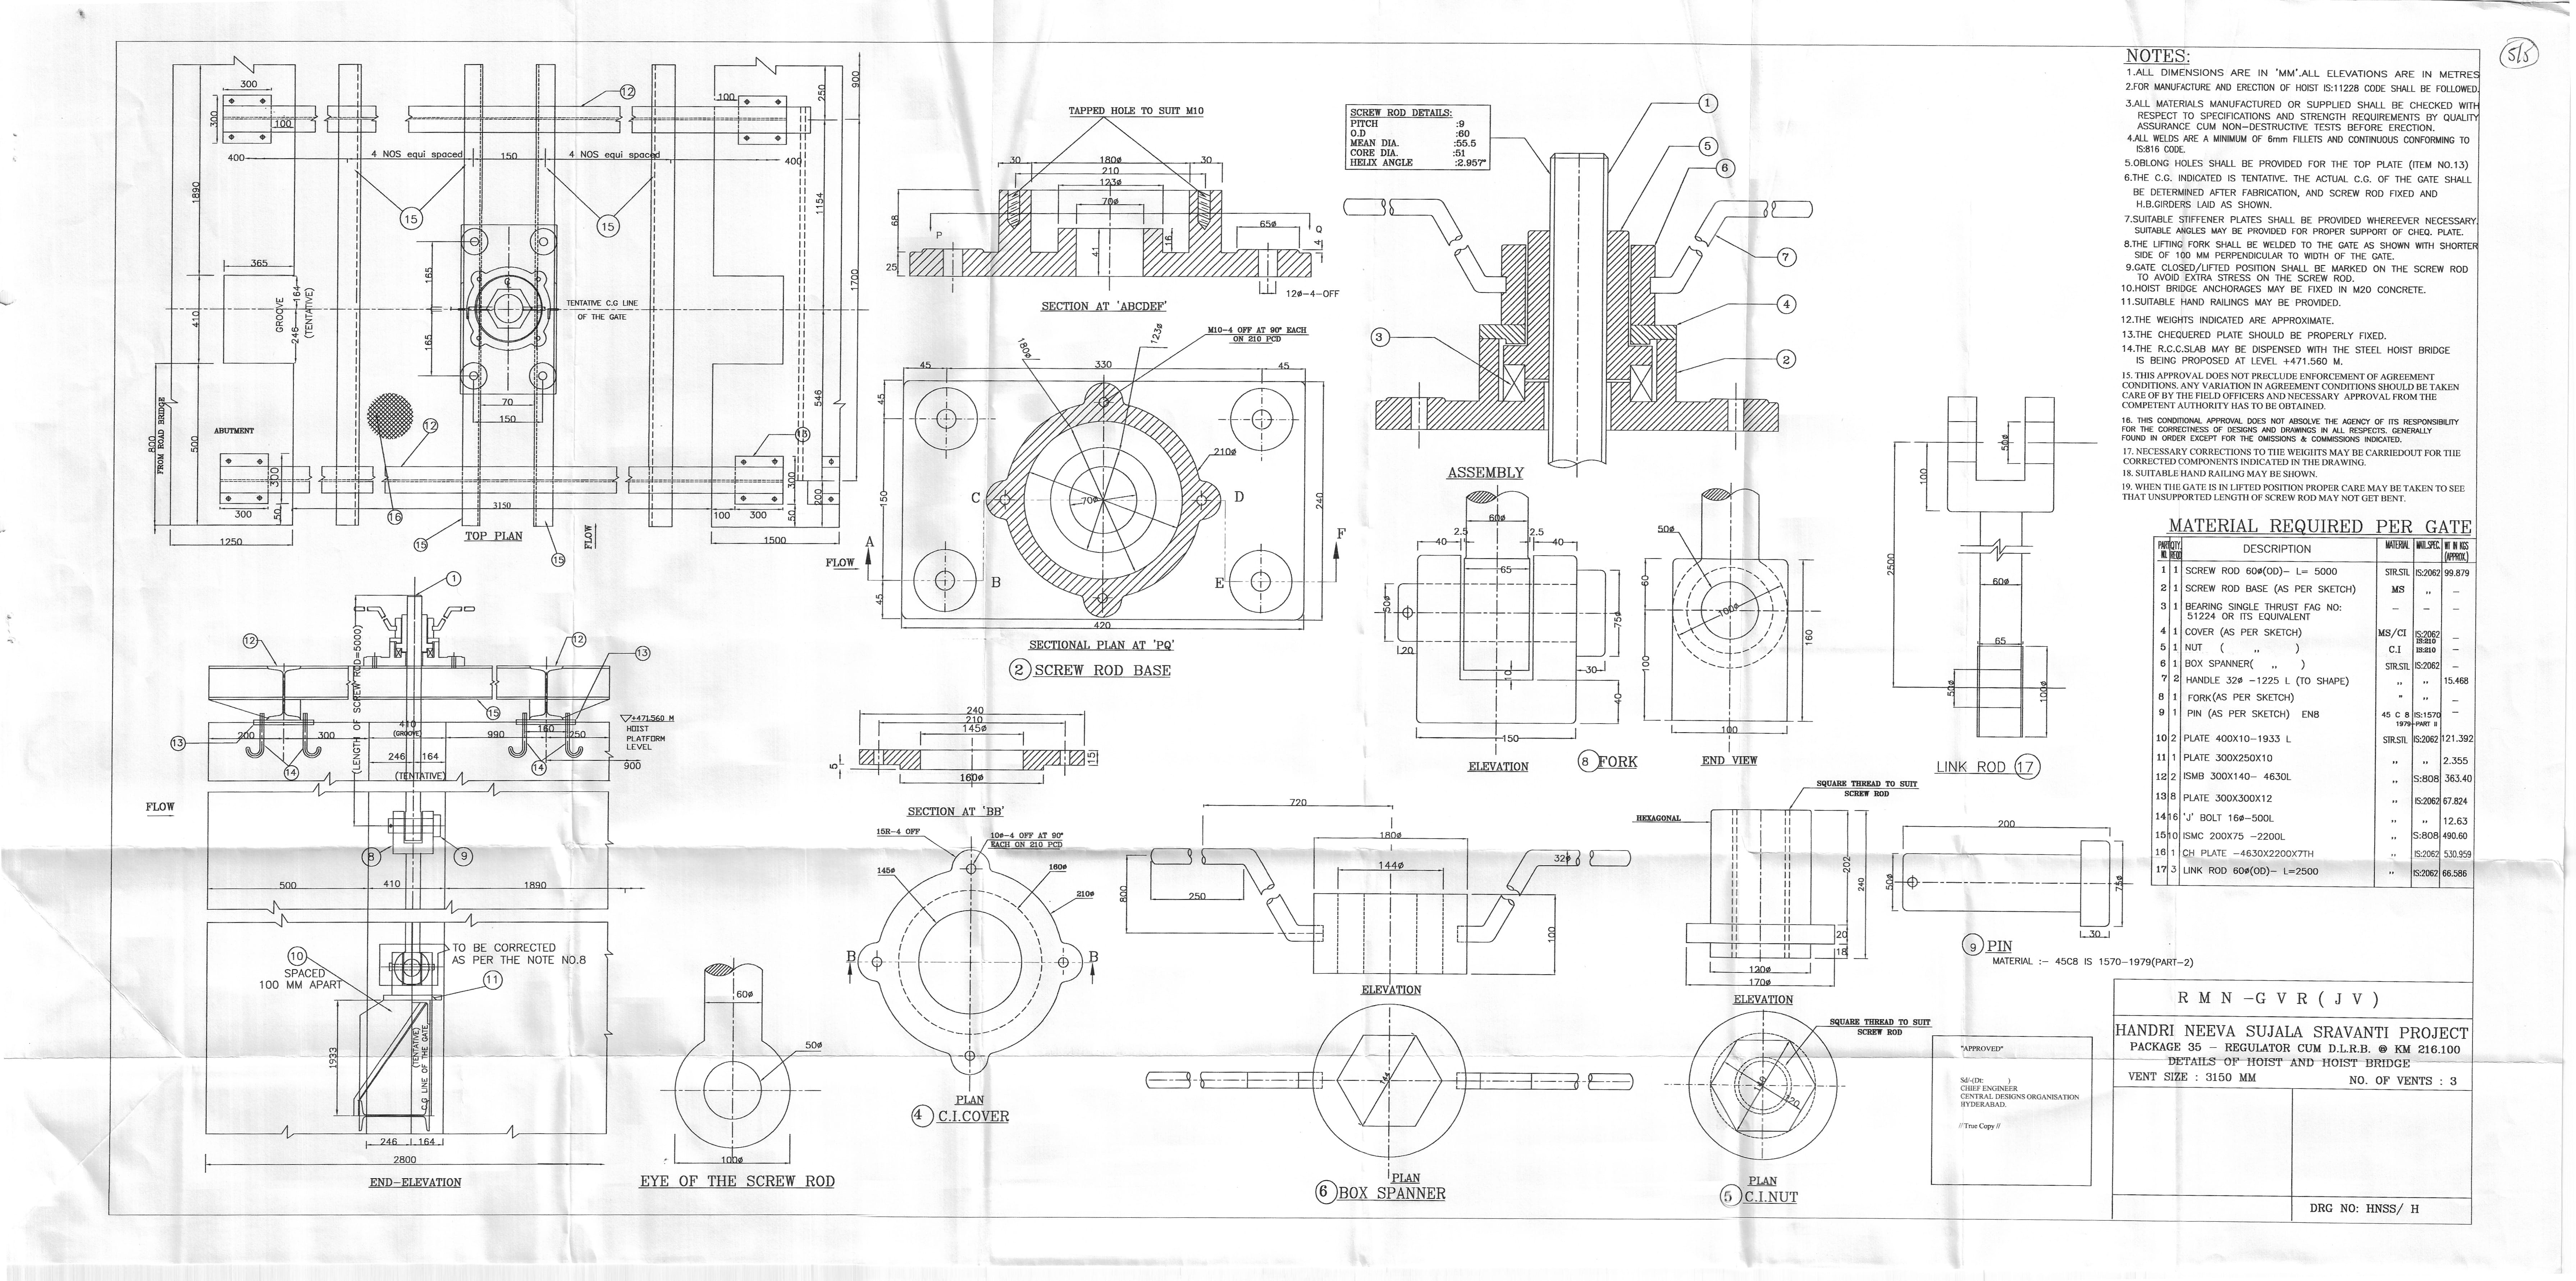 5/5
NOTES:
1.ALL DIMENSIONS ARE IN 'MM'.ALL ELEVATIONS ARE IN METRES
2.FOR MANUFACTURE AND ERECTION OF HOIST IS:11228 CODE SHALL BE FOLLOWED.
3.ALL MATERIALS MANUFACTURED OR SUPPLIED SHALL BE CHECKED WITH
RESPECT TO SPECIFICATIONS AND STRENGTH REQUIREMENTS BY QUALITY
ASSURANCE CUM NON-DESTRUCTIVE TESTS BEFORE ERECTION.
4.ALL WELDS ARE A MINIMUM OF 6mm FILLETS AND CONTINUOUS CONFORMING TO
IS:816 CODE.
5.OBLONG HOLES SHALL BE PROVIDED FOR THE TOP PLATE (ITEM NO.13)
6.THE C.G. INDICATED IS TENTATIVE. THE ACTUAL C.G. OF THE GATE SHALL
BE DETERMINED AFTER FABRICATION, AND SCREW ROD FIXED AND
H.B.GIRDERS LAID AS SHOWN.
7.SUITABLE STIFFENER PLATES SHALL BE PROVIDED WHEREEVER NECESSARY.
SUITABLE ANGLES MAY BE PROVIDED FOR PROPER SUPPORT OF CHEQ. PLATE.
8.THE LIFTING FORK SHALL BE WELDED TO THE GATE AS SHOWN WITH SHORTER
SIDE OF 100 MM PERPENDICULAR TO WIDTH OF THE GATE.
9.GATE CLOSED/LIFTED POSITION SHALL BE MARKED ON THE SCREW ROD
TO AVOID EXTRA STRESS ON THE SCREW ROD.
10.HOIST BRIDGE ANCHORAGES MAY BE FIXED IN M20 CONCRETE.
11.SUITABLE HAND RAILINGS MAY BE PROVIDED.
12.THE WEIGHTS INDICATED ARE APPROXIMATE.
13.THE CHEQUERED PLATE SHOULD BE PROPERLY FIXED.
14.THE R.C.C.SLAB MAY BE DISPENSED WITH THE STEEL HOIST BRIDGE
IS BEING PROPOSED AT LEVEL +471.560 M.
15. THIS APPROVAL DOES NOT PRECLUDE ENFORCEMENT OF AGREEMENT
CONDITIONS. ANY VARIATION IN AGREEMENT CONDITIONS SHOULD BE TAKEN
CARE OF BY THE FIELD OFFICERS AND NECESSARY APPROVAL FROM THE
COMPETENT AUTHORITY HAS TO BE OBTAINED.
16. THIS CONDITIONAL APPROVAL DOES NOT ABSOLVE THE AGENCY OF ITS RESPONSIBILITY
FOR THE CORRECTNESS OF DESIGNS AND DRAWINGS IN ALL RESPECTS. GENERALLY
FOUND IN ORDER EXCEPT FOR THE OMISSIONS & COMMISSIONS INDICATED.
17. NECESSARY CORRECTIONS TO THE WEIGHTS MAY BE CARRIEDOUT FOR THE
CORRECTED COMPONENTS INDICATED IN THE DRAWING.
18. SUITABLE HAND RAILING MAY BE SHOWN.
19. WHEN THE GATE IS IN LIFTED POSITION PROPER CARE MAY BE TAKEN TO SEE
THAT UNSUPPORTED LENGTH OF SCREW ROD MAY NOT GET BENT.
MATERIAL REQUIRED PER GATE
PART NO. QTY. REQD DESCRIPTION MATERIAL MATL.SPEC. WT IN KGS (APPROX.)
1 1 SCREW ROD 60ø(OD)- L= 5000 STR.STL IS:2062 99.879
2 1 SCREW ROD BASE (AS PER SKETCH) MS ,, -
3 1 BEARING SINGLE THRUST FAG NO: - - -
51224 OR ITS EQUIVALENT
4 1 COVER (AS PER SKETCH) MS/CI IS:2062 IS:210 -
5 1 NUT ( ,, ) C.I IS:210 -
6 1 BOX SPANNER( ,, ) STR.STL IS:2062 -
7 2 HANDLE 32ø -1225 L (TO SHAPE) ,, ,, 15.468
8 1 FORK(AS PER SKETCH) " ,, -
9 1 PIN (AS PER SKETCH) EN8 45 C 8 IS:1570 -
1979-PART II
10 2 PLATE 400X10-1933 L STR.STL IS:2062 121.392
11 1 PLATE 300X250X10 ,, ,, 2.355
12 2 ISMB 300X140- 4630L ,, IS:808 363.40
13 8 PLATE 300X300X12 ,, IS:2062 67.824
14 16 'J' BOLT 16ø-500L ,, ,, 12.63
15 10 ISMC 200X75 -2200L ,, IS:808 490.60
16 1 CH PLATE -4630X2200X7TH ,, IS:2062 530.959
17 3 LINK ROD 60ø(OD)- L=2500 ,, IS:2062 66.586
300
300
100
400
4 NOS equi spaced
150
4 NOS equi spaced
400
100
250
900
1890
1154
1700
12
15
15
365
410
GROOVE
246 164
(TENTATIVE)
165
165
TENTATIVE C.G LINE
OF THE GATE
70
150
546
800
FROM ROAD BRIDGE
500
ABUTMENT
12
13
16
15
15
300
300
50
3150
100
300
300
50
200
1250
1500
TOP PLAN
FLOW
1
12
12
13
13
14
14
15
(LENGTH OF SCREW ROD=5000)
200
300
410
(GROOVE)
990
160
250
246
164
(TENTATIVE)
+471.560 M
HOIST
PLATFORM
LEVEL
900
FLOW
8
9
500
410
1890
10
SPACED
100 MM APART
TO BE CORRECTED
AS PER THE NOTE NO.8
11
1933
(TENTATIVE)
C.G LINE OF THE GATE
246
164
2800
END-ELEVATION
TAPPED HOLE TO SUIT M10
30
180ø
30
210
123ø
70ø
68
25
41
16
65ø
4
P
Q
12ø-4-OFF
SECTION AT 'ABCDEF'
M10-4 OFF AT 90° EACH
ON 210 PCD
180ø
123ø
45
330
45
45
150
45
210ø
70ø
240
420
A
B
C
D
E
F
FLOW
SECTIONAL PLAN AT 'PQ'
2 SCREW ROD BASE
240
210
145ø
5
15
160ø
SECTION AT 'BB'
15R-4 OFF
10ø-4 OFF AT 90°
EACH ON 210 PCD
145ø
160ø
210ø
B
B
PLAN
4 C.I.COVER
60ø
50ø
100ø
EYE OF THE SCREW ROD
SCREW ROD DETAILS:
PITCH :9
O.D :60
MEAN DIA. :55.5
CORE DIA. :51
HELIX ANGLE :2.957°
1
5
6
7
4
3
2
ASSEMBLY
60ø
2.5
2.5
40
40
65
50ø
75ø
20
30
10
40
150
ELEVATION
8 FORK
50ø
60
100
100ø
160
100
END VIEW
50ø
100
2500
60ø
65
50ø
100ø
LINK ROD 17
720
180ø
144ø
32ø
800
250
100
ELEVATION
144
PLAN
6 BOX SPANNER
SQUARE THREAD TO SUIT
SCREW ROD
HEXAGONAL
202
240
20
18
120ø
170ø
ELEVATION
SQUARE THREAD TO SUIT
SCREW ROD
120
PLAN
5 C.I.NUT
200
50ø
75ø
30
9 PIN
MATERIAL :- 45C8 IS 1570-1979(PART-2)
"APPROVED"
Sd/-(Dt: )
CHIEF ENGINEER
CENTRAL DESIGNS ORGANISATION
HYDERABAD.
// True Copy //
R M N -G V R ( J V )
HANDRI NEEVA SUJALA SRAVANTI PROJECT
PACKAGE 35 - REGULATOR CUM D.L.R.B. @ KM 216.100
DETAILS OF HOIST AND HOIST BRIDGE
VENT SIZE : 3150 MM NO. OF VENTS : 3
DRG NO: HNSS/ H